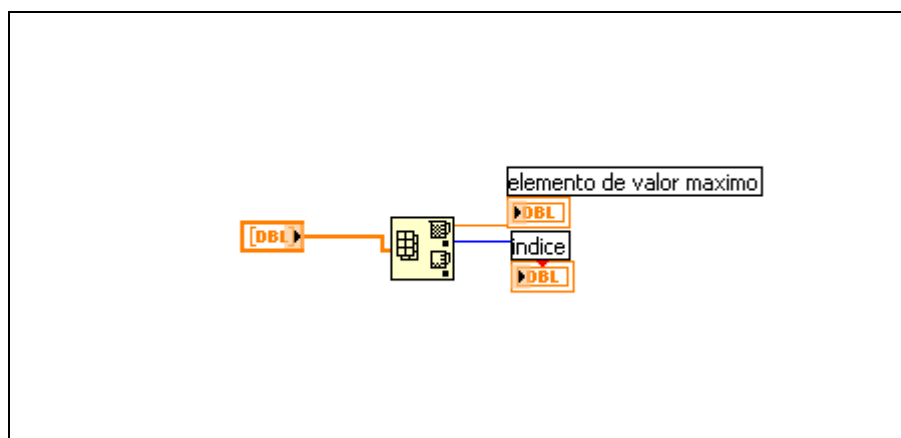 elemento de valor maximo
DBL
[DBL]
indice
DBL